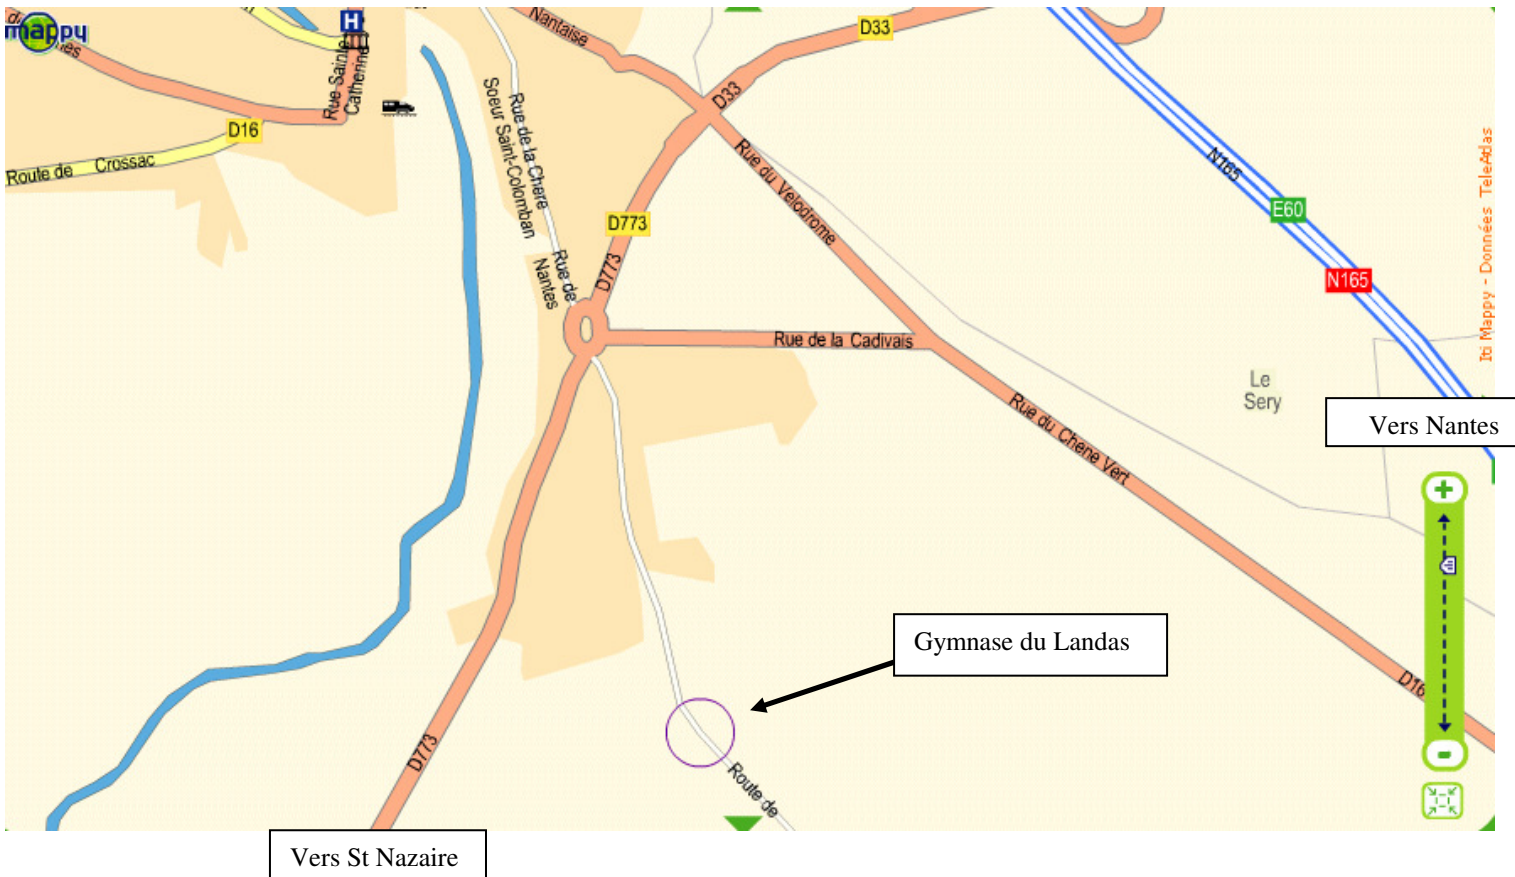 mappy
H
Nantaise
D33
D33
Rue Sainte
Catherine
D16
Route de Crossac
Rue de la Chere
Soeur Saint-Colomban
Rue du Velodrome
N165
E60
N165
D773
D773
Rue de
Nantes
Rue de la Cadivais
Le
Sery
Rue du Chene Vert
Iti Mappy - Données TeleAtlas
Vers Nantes
+
Gymnase du Landas
D16
-
D773
Route de
Vers St Nazaire